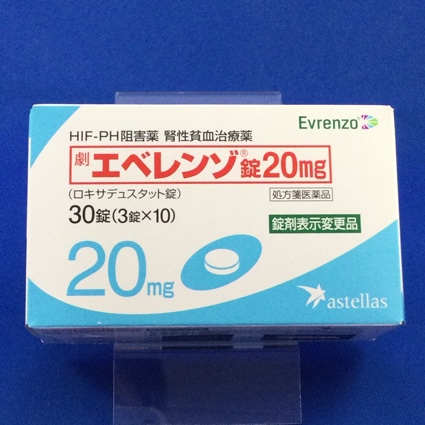 Evrenzo
HIF-PH阻害薬 腎性貧血治療薬
劇 エベレンゾ®錠20mg
(ロキサデュスタット錠)
処方箋医薬品
30錠(3錠×10)
錠剤表示変更品
20mg
astellas